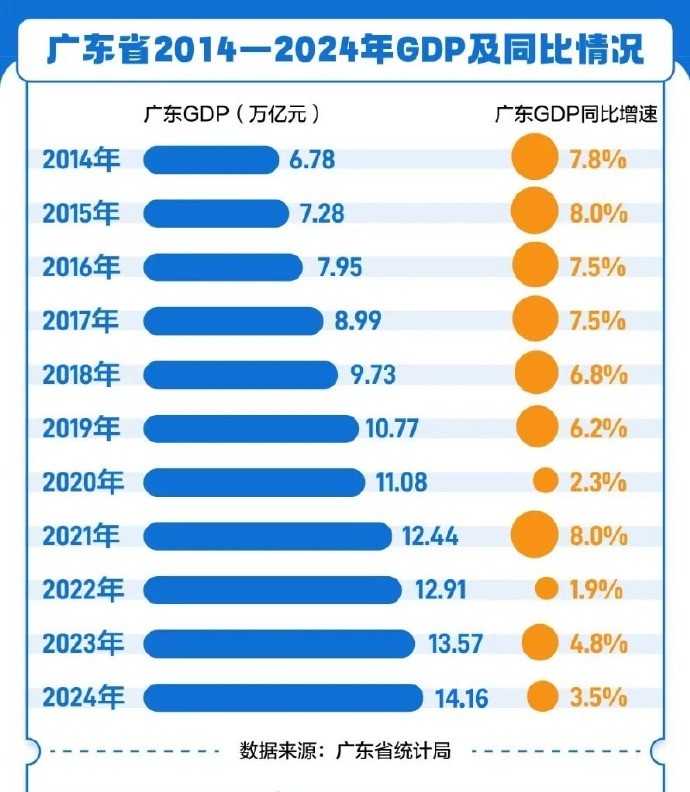 广东省2014—2024年GDP及同比情况
广东GDP（万亿元） 广东GDP同比增速
2014年 6.78 7.8%
2015年 7.28 8.0%
2016年 7.95 7.5%
2017年 8.99 7.5%
2018年 9.73 6.8%
2019年 10.77 6.2%
2020年 11.08 2.3%
2021年 12.44 8.0%
2022年 12.91 1.9%
2023年 13.57 4.8%
2024年 14.16 3.5%
数据来源：广东省统计局